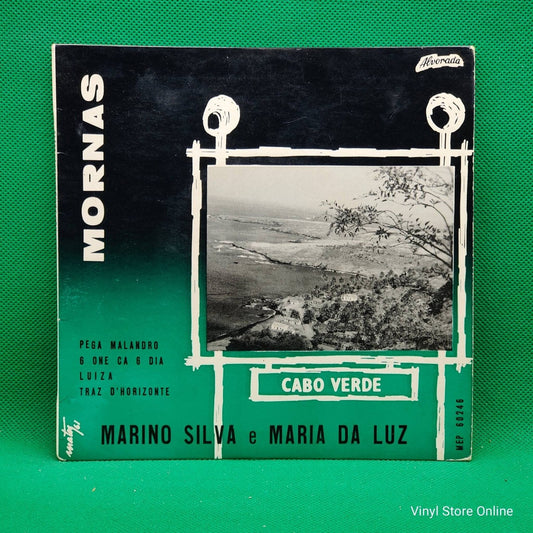 Alvorada
MORNAS
PÉGA MALANDRO
6 ONE CA 6 DIA
LUIZA
TRAZ D'HORIZONTE
CABO VERDE
MARINO SILVA e MARIA DA LUZ
MEP 60246
Vinyl Store Online